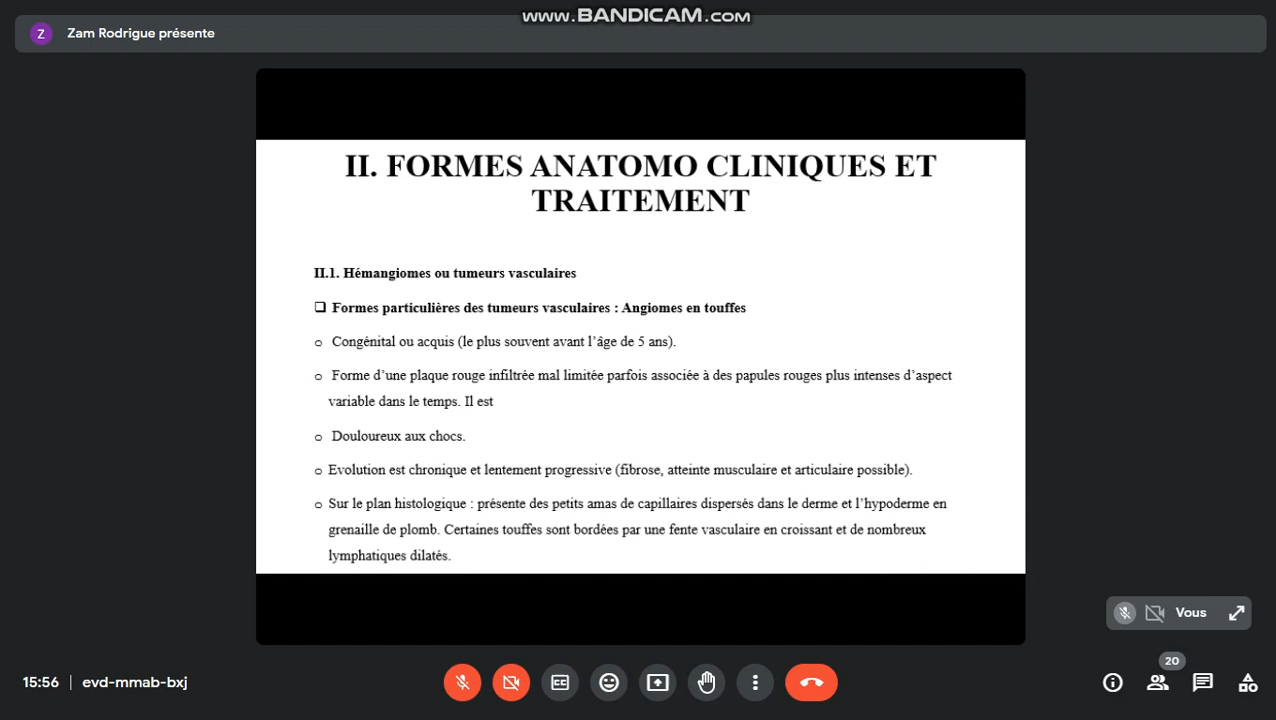 www.BANDICAM.com
Z
Zam Rodrigue présente
II. FORMES ANATOMO CLINIQUES ET
TRAITEMENT
II.1. Hémangiomes ou tumeurs vasculaires
❑ Formes particulières des tumeurs vasculaires : Angiomes en touffes
o Congénital ou acquis (le plus souvent avant l’âge de 5 ans).
o Forme d’une plaque rouge infiltrée mal limitée parfois associée à des papules rouges plus intenses d’aspect
variable dans le temps. Il est
o Douloureux aux chocs.
o Evolution est chronique et lentement progressive (fibrose, atteinte musculaire et articulaire possible).
o Sur le plan histologique : présente des petits amas de capillaires dispersés dans le derme et l’hypoderme en
grenaille de plomb. Certaines touffes sont bordées par une fente vasculaire en croissant et de nombreux
lymphatiques dilatés.
Vous
20
15:56 | evd-mmab-bxj
CC